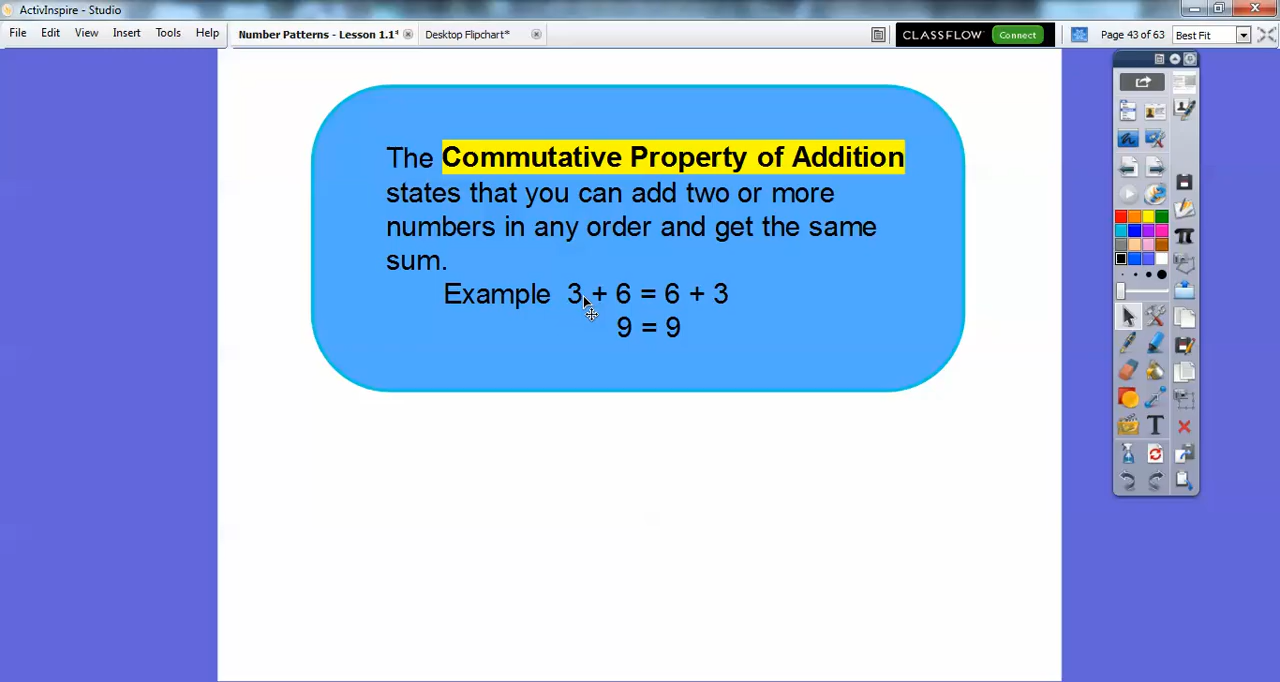 ActivInspire - Studio
File Edit View Insert Tools Help
Number Patterns - Lesson 1.1*
Desktop Flipchart*
CLASSFLOW Connect
Page 43 of 63
Best Fit
The Commutative Property of Addition
states that you can add two or more
numbers in any order and get the same
sum.
Example 3 + 6 = 6 + 3
9 = 9